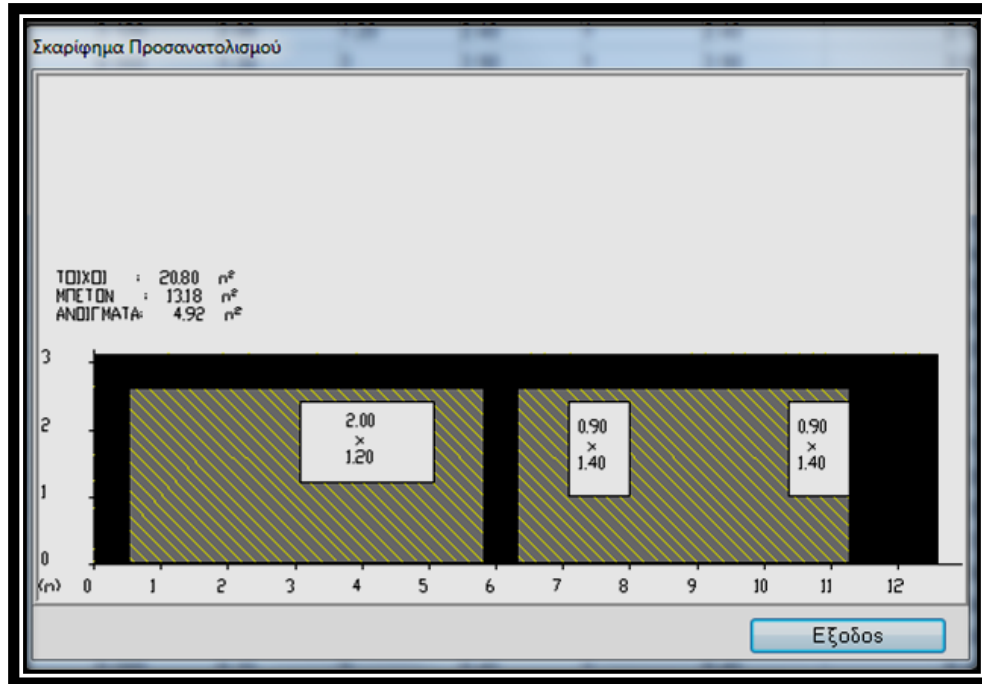 Σκαρίφημα Προσανατολισμού
ΤΟΙΧΟΙ : 20.80 m²
ΜΠΕΤΟΝ : 13.18 m²
ΑΝΟΙΓΜΑΤΑ: 4.92 m²
3
2
1
0
2.00
x
1.20
0.90
x
1.40
0.90
x
1.40
(m) 0 1 2 3 4 5 6 7 8 9 10 11 12
Εξοδος